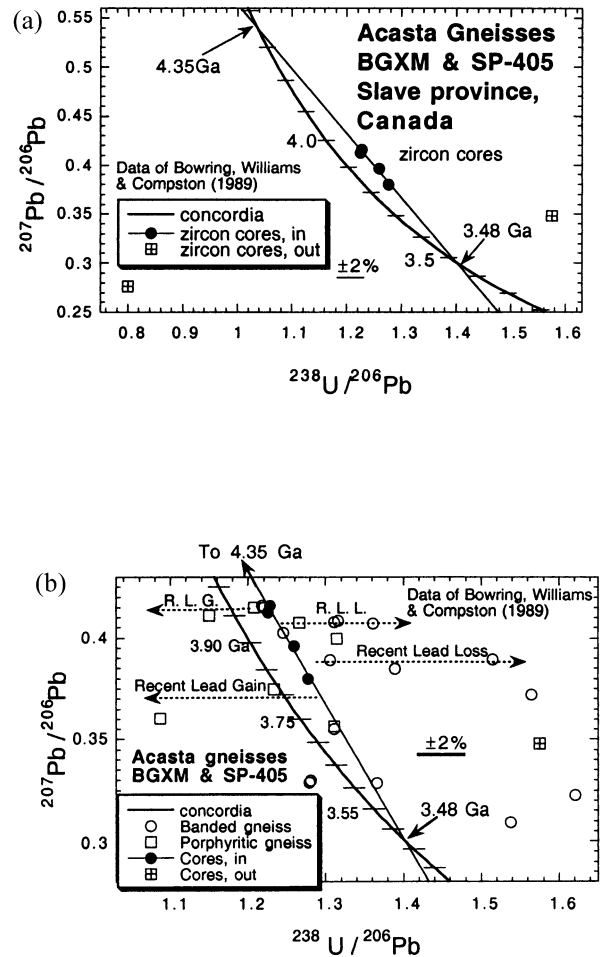 (a)
Acasta Gneisses
BGXM & SP-405
Slave province,
Canada
4.35Ga
4.0
zircon cores
Data of Bowring, Williams
& Compston (1989)
concordia
zircon cores, in
zircon cores, out
3.48 Ga
3.5
±2%
0.55
0.5
0.45
0.4
0.35
0.3
0.25
207Pb/206Pb
0.8 0.9 1 1.1 1.2 1.3 1.4 1.5 1.6
238U/206Pb
(b)
To 4.35 Ga
R. L. G.
R. L. L.
Data of Bowring, Williams
& Compston (1989)
3.90 Ga
Recent Lead Loss
Recent Lead Gain
3.75
±2%
Acasta gneisses
BGXM & SP-405
3.55
3.48 Ga
concordia
Banded gneiss
Porphyritic gneiss
Cores, in
Cores, out
0.4
0.35
0.3
207Pb/206Pb
1.1 1.2 1.3 1.4 1.5 1.6
238 U/206Pb